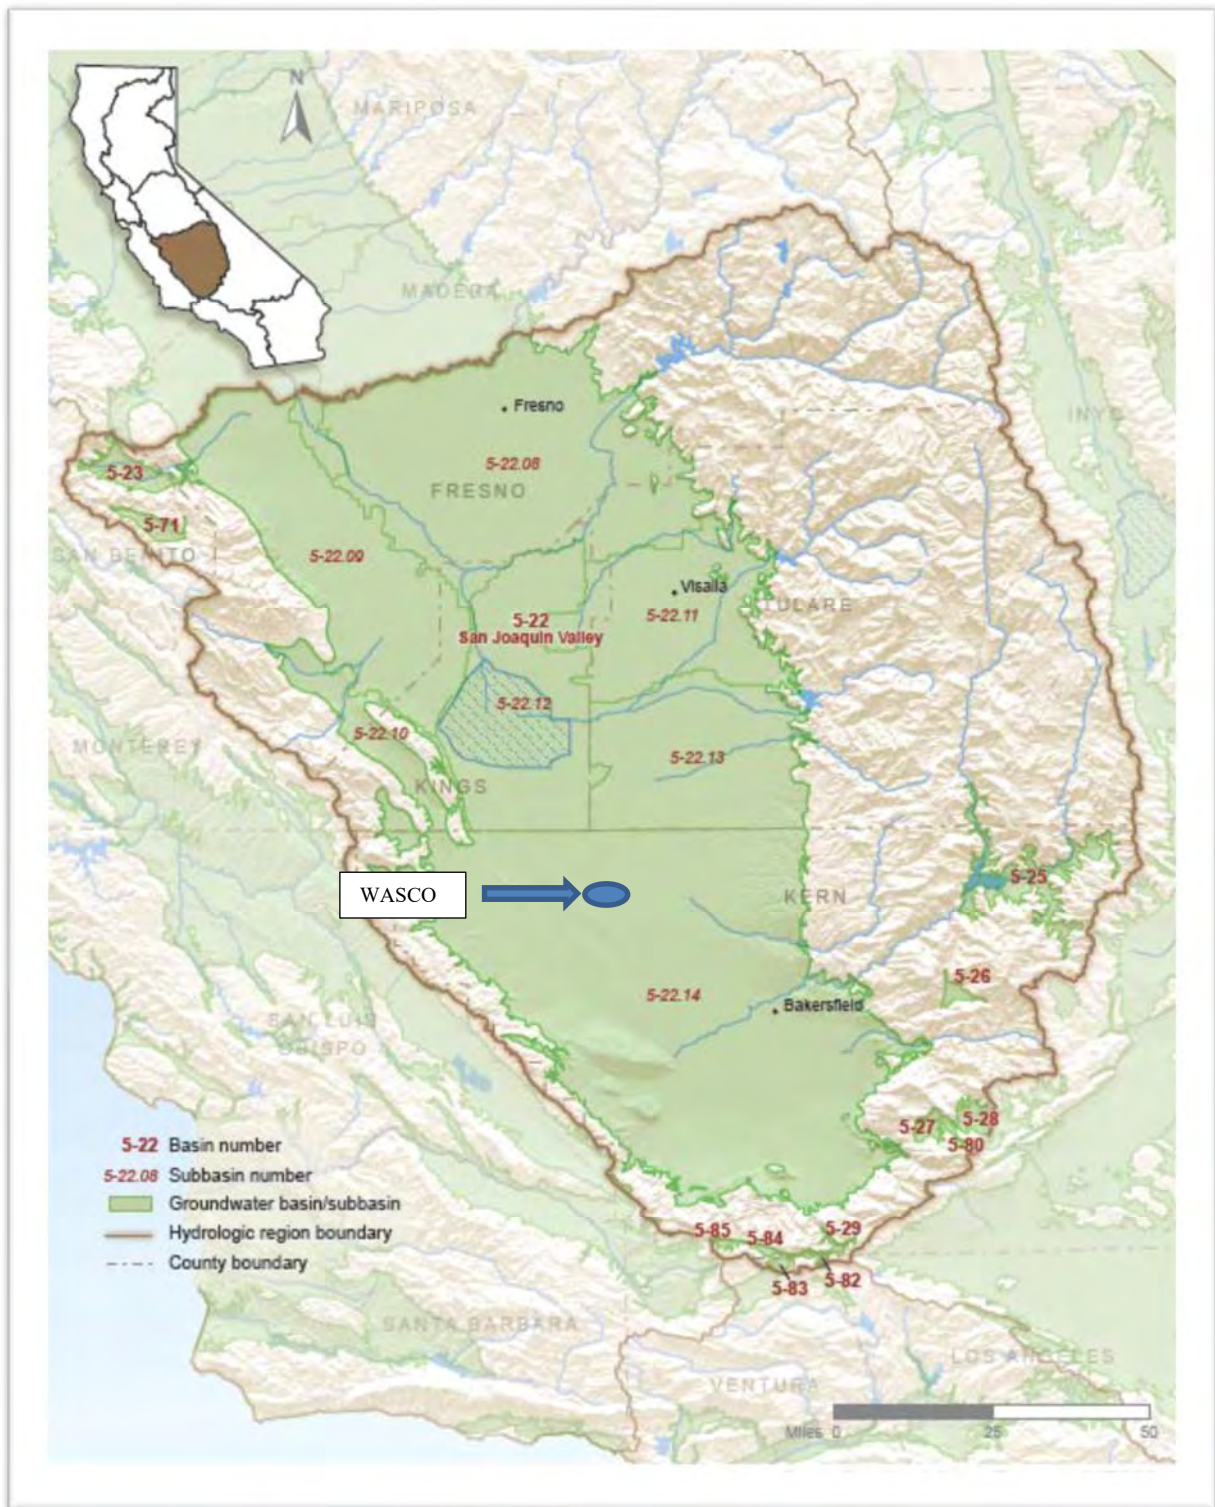 N
MARIPOSA
MADERA
Fresno
5-22.08
FRESNO
INYO
5-23
5-71
SAN BENITO
5-22.09
Visalia
5-22.11
TULARE
5-22
San Joaquin Valley
5-22.12
5-22.10
MONTEREY
5-22.13
KINGS
WASCO
KERN
5-25
5-26
5-22.14
Bakersfield
SAN LUIS
OBISPO
5-28
5-27
5-80
5-22 Basin number
5-22.08 Subbasin number
Groundwater basin/subbasin
Hydrologic region boundary
County boundary
5-85
5-84
5-29
5-82
5-83
SANTA BARBARA
LOS ANGELES
VENTURA
Miles 0 25 50